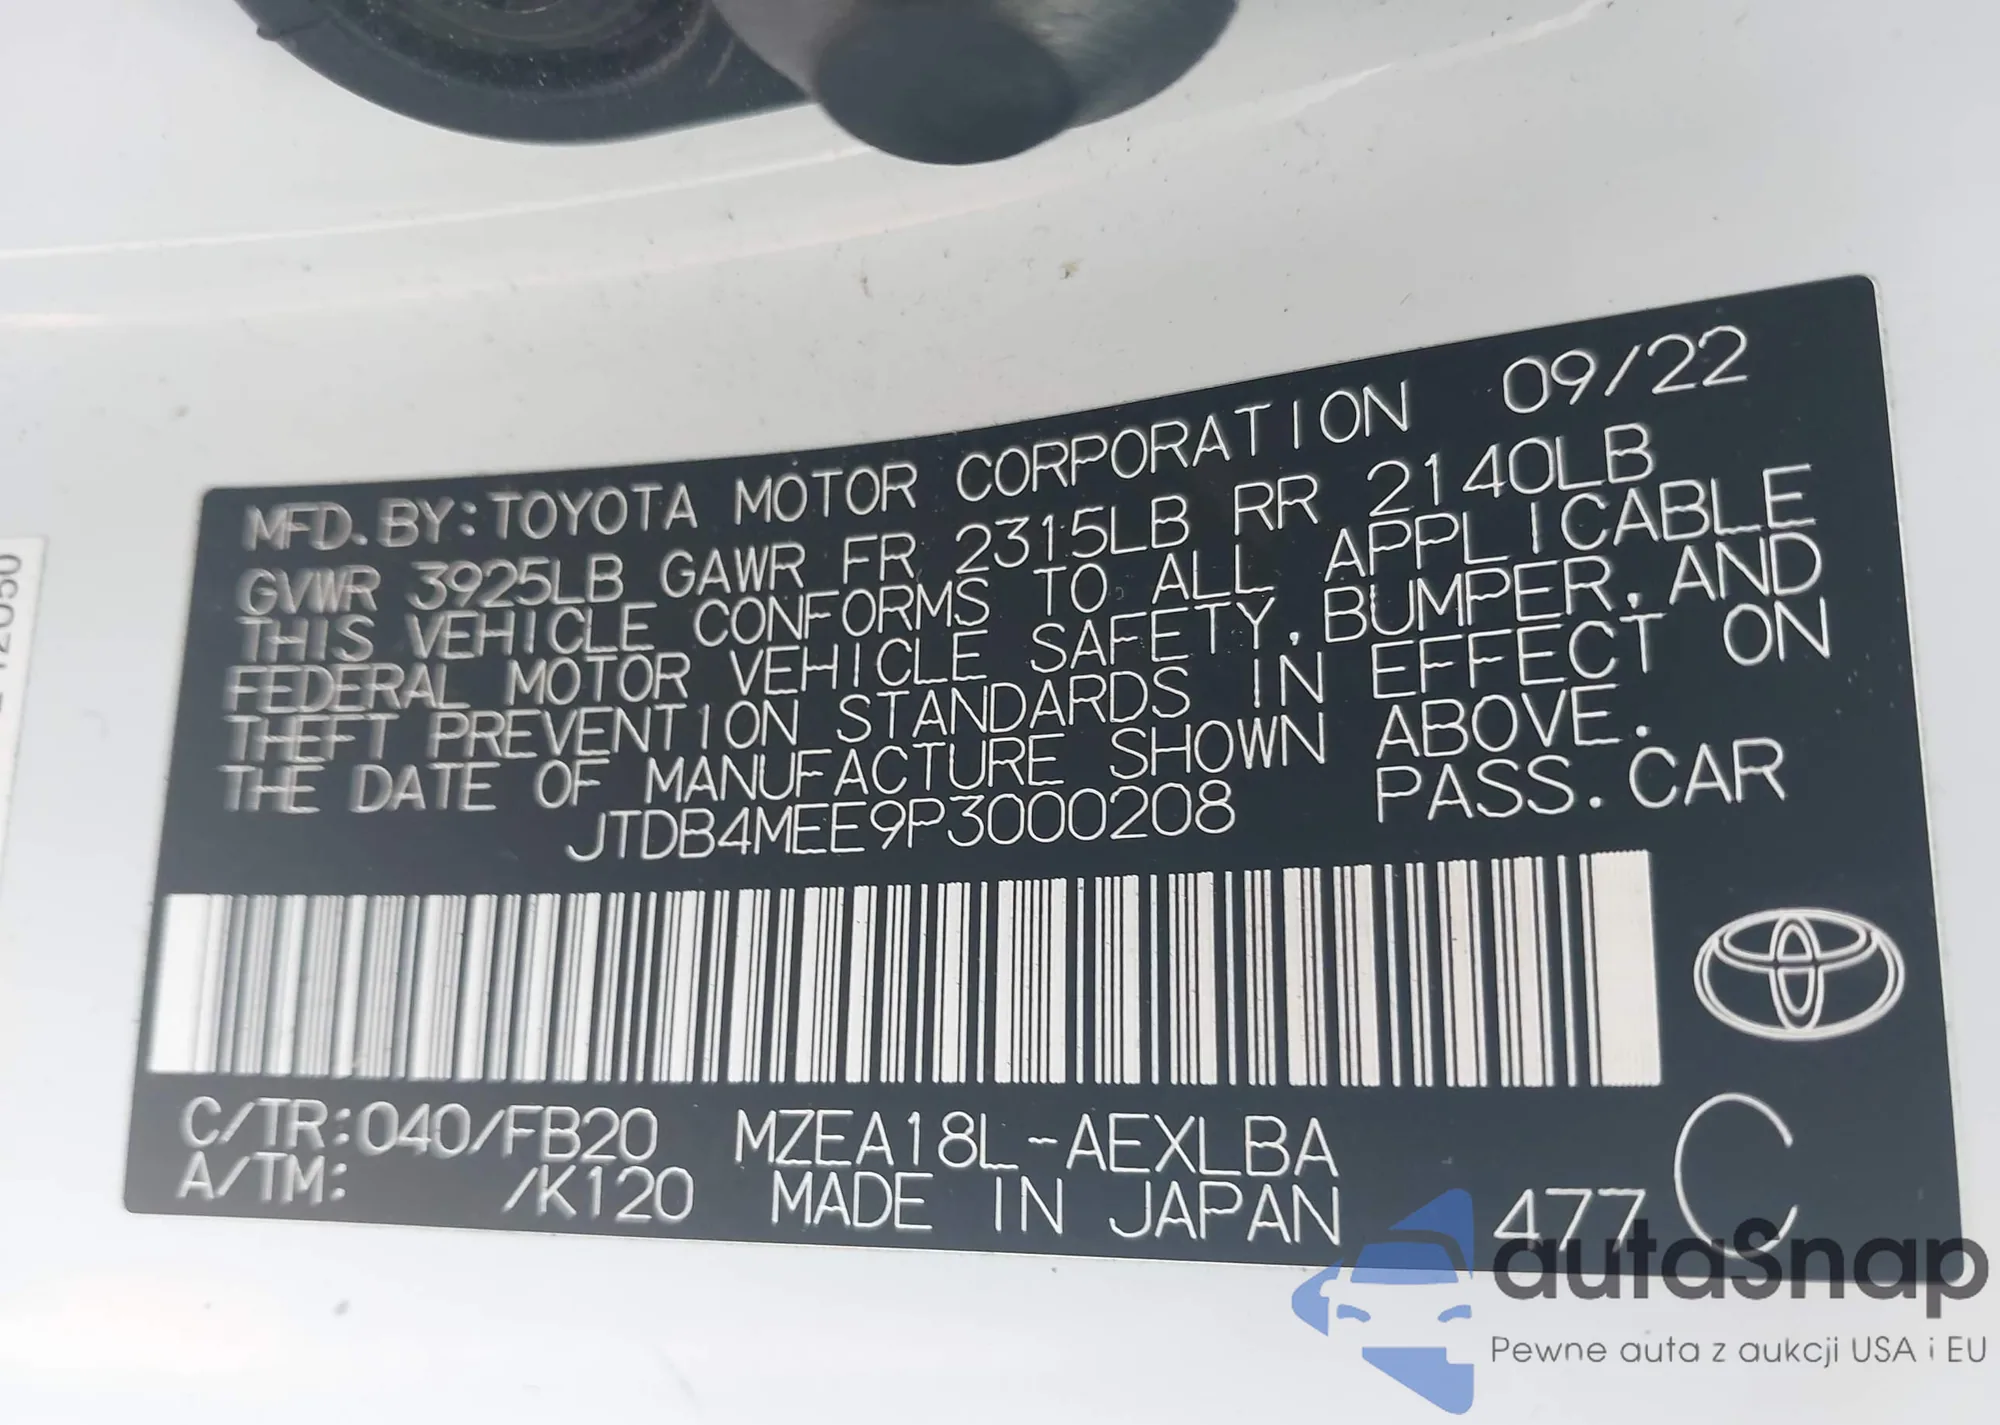 MFD. BY: TOYOTA MOTOR CORPORATION 09/22
GVWR 3925LB GAWR FR 2315LB RR 2140LB
THIS VEHICLE CONFORMS TO ALL APPLICABLE
FEDERAL MOTOR VEHICLE SAFETY, BUMPER, AND
THEFT PREVENTION STANDARDS IN EFFECT ON
THE DATE OF MANUFACTURE SHOWN ABOVE.
JTDB4MEE9P3000208 PASS. CAR
C/TR: 040/FB20 MZEA18L-AEXLBA C
A/TM: /K120 MADE IN JAPAN 477
autaSnap
Pewne auta z aukcji USA i EU